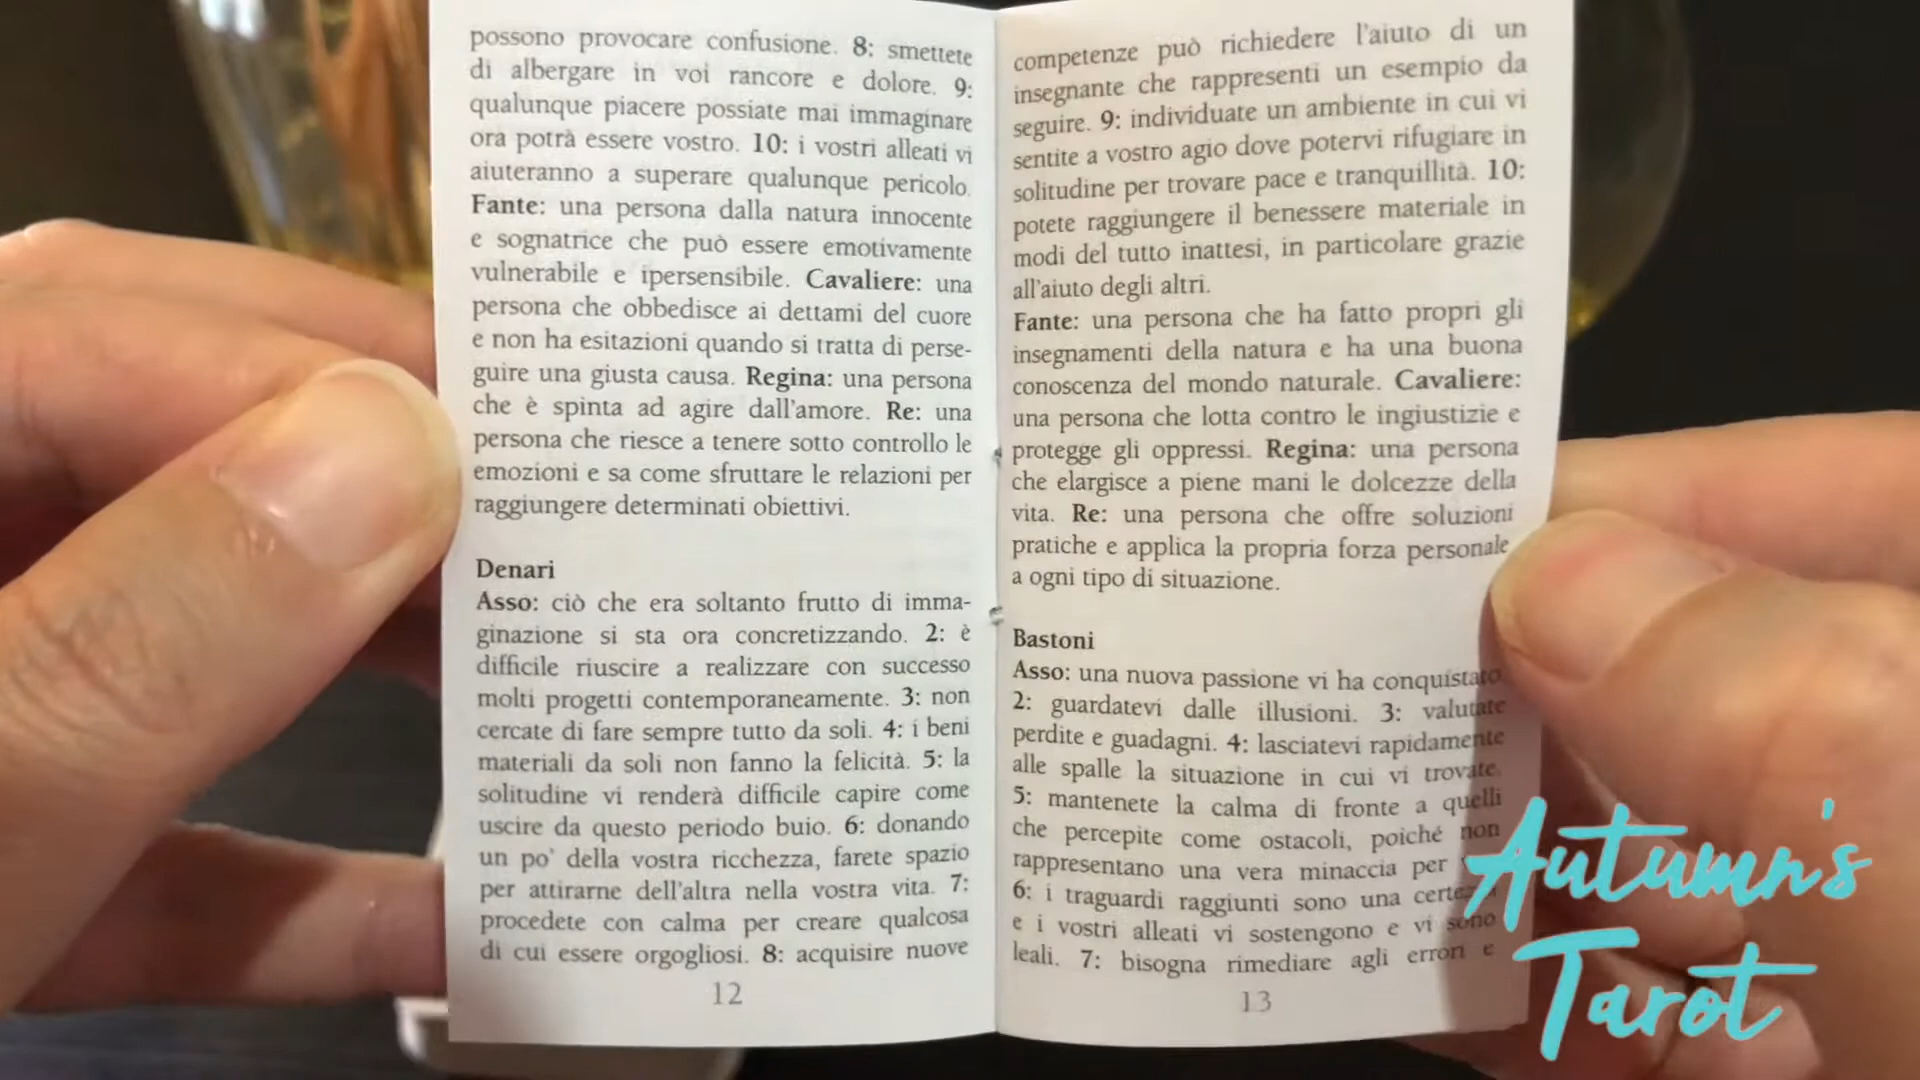 possono provocare confusione. 8: smettete
di albergare in voi rancore e dolore. 9:
qualunque piacere possiate mai immaginare
ora potrà essere vostro. 10: i vostri alleati vi
aiuteranno a superare qualunque pericolo.
Fante: una persona dalla natura innocente
e sognatrice che può essere emotivamente
vulnerabile e ipersensibile. Cavaliere: una
persona che obbedisce ai dettami del cuore
e non ha esitazioni quando si tratta di perse-
guire una giusta causa. Regina: una persona
che è spinta ad agire dall'amore. Re: una
persona che riesce a tenere sotto controllo le
emozioni e sa come sfruttare le relazioni per
raggiungere determinati obiettivi.
Denari
Asso: ciò che era soltanto frutto di imma-
ginazione si sta ora concretizzando. 2: è
difficile riuscire a realizzare con successo
molti progetti contemporaneamente. 3: non
cercate di fare sempre tutto da soli. 4: i beni
materiali da soli non fanno la felicità. 5: la
solitudine vi renderà difficile capire come
uscire da questo periodo buio. 6: donando
un po' della vostra ricchezza, farete spazio
per attirarne dell'altra nella vostra vita. 7:
procedete con calma per creare qualcosa
di cui essere orgogliosi. 8: acquisire nuove
12
competenze può richiedere l'aiuto di un
insegnante che rappresenti un esempio da
seguire. 9: individuate un ambiente in cui vi
sentite a vostro agio dove potervi rifugiare in
solitudine per trovare pace e tranquillità. 10:
potete raggiungere il benessere materiale in
modi del tutto inattesi, in particolare grazie
all'aiuto degli altri.
Fante: una persona che ha fatto propri gli
insegnamenti della natura e ha una buona
conoscenza del mondo naturale. Cavaliere:
una persona che lotta contro le ingiustizie e
protegge gli oppressi. Regina: una persona
che elargisce a piene mani le dolcezze della
vita. Re: una persona che offre soluzioni
pratiche e applica la propria forza personale
a ogni tipo di situazione.
Bastoni
Asso: una nuova passione vi ha conquistato.
2: guardatevi dalle illusioni. 3: valutate
perdite e guadagni. 4: lasciatevi rapidamente
alle spalle la situazione in cui vi trovate.
5: mantenete la calma di fronte a quelli
che percepite come ostacoli, poiché non
rappresentano una vera minaccia per
6: i traguardi raggiunti sono una
e i vostri alleati vi sostengono e vi sono
leali. 7: bisogna rimediare agli errori e
13
Autumn's
Tarot